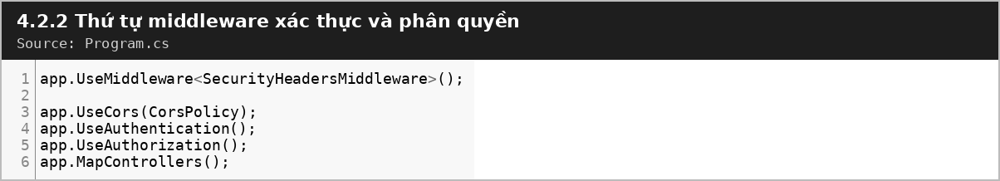 4.2.2 Thứ tự middleware xác thực và phân quyền
Source: Program.cs
1 app.UseMiddleware<SecurityHeadersMiddleware>();
2
3 app.UseCors(CorsPolicy);
4 app.UseAuthentication();
5 app.UseAuthorization();
6 app.MapControllers();